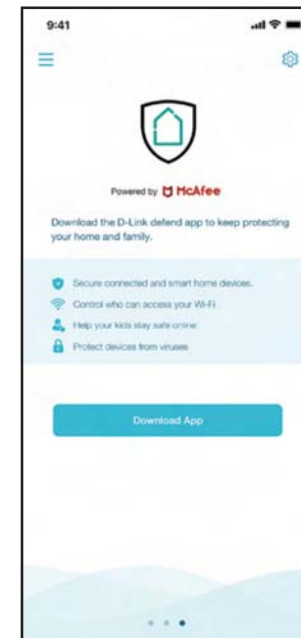 9:41
Powered by McAfee
Download the D-Link defend app to keep protecting
your home and family.
Secure connected and smart home devices.
Control who can access your Wi-Fi
Help your kids stay safe online
Protect devices from viruses
Download App